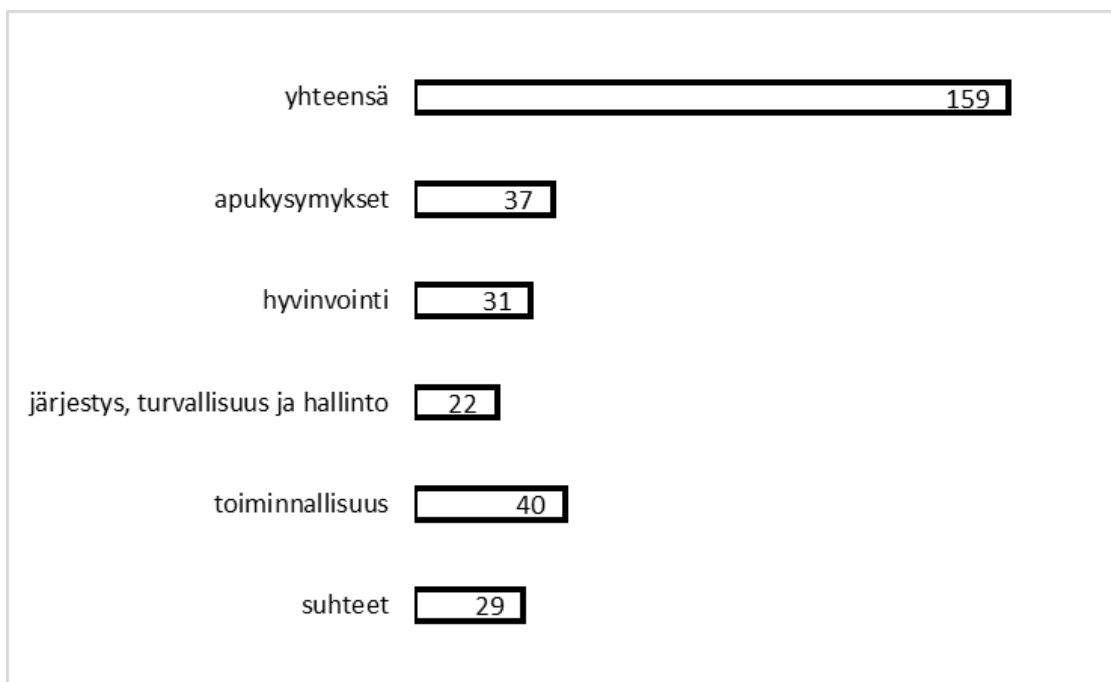 yhteensä 159
apukysymykset 37
hyvinvointi 31
järjestys, turvallisuus ja hallinto 22
toiminnallisuus 40
suhteet 29